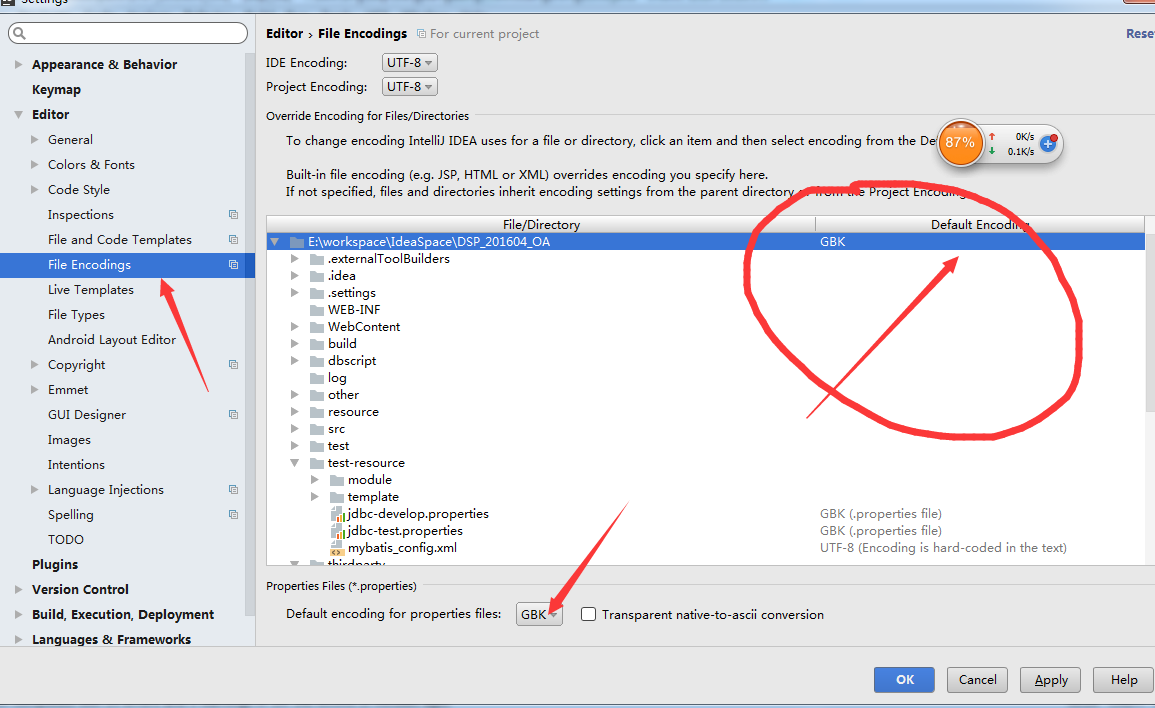 Settings
Editor › File Encodings For current project Rese
IDE Encoding: UTF-8
Project Encoding: UTF-8
Override Encoding for Files/Directories
To change encoding IntelliJ IDEA uses for a file or directory, click an item and then select encoding from the De
87% 0K/s
0.1K/s
Built-in file encoding (e.g. JSP, HTML or XML) overrides encoding you specify here.
If not specified, files and directories inherit encoding settings from the parent directory or from the Project Encoding.
Appearance & Behavior
Keymap
Editor
General
Colors & Fonts
Code Style
Inspections
File and Code Templates
File Encodings
Live Templates
File Types
Android Layout Editor
Copyright
Emmet
GUI Designer
Images
Intentions
Language Injections
Spelling
TODO
Plugins
Version Control
Build, Execution, Deployment
Languages & Frameworks
File/Directory Default Encoding
E:\workspace\IdeaSpace\DSP_201604_OA GBK
.externalToolBuilders
.idea
.settings
WEB-INF
WebContent
build
dbscript
log
other
resource
src
test
test-resource
module
template
jdbc-develop.properties GBK (.properties file)
jdbc-test.properties GBK (.properties file)
mybatis_config.xml UTF-8 (Encoding is hard-coded in the text)
thirdparty
Properties Files (*.properties)
Default encoding for properties files: GBK Transparent native-to-ascii conversion
OK Cancel Apply Help